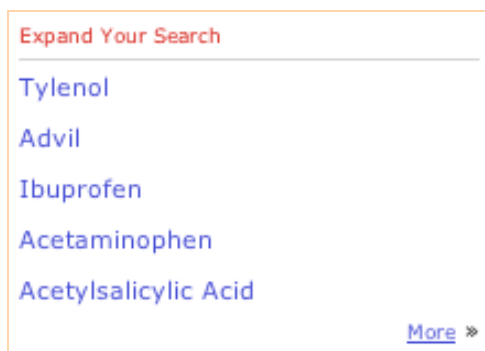 Expand Your Search
Tylenol
Advil
Ibuprofen
Acetaminophen
Acetylsalicylic Acid
More »